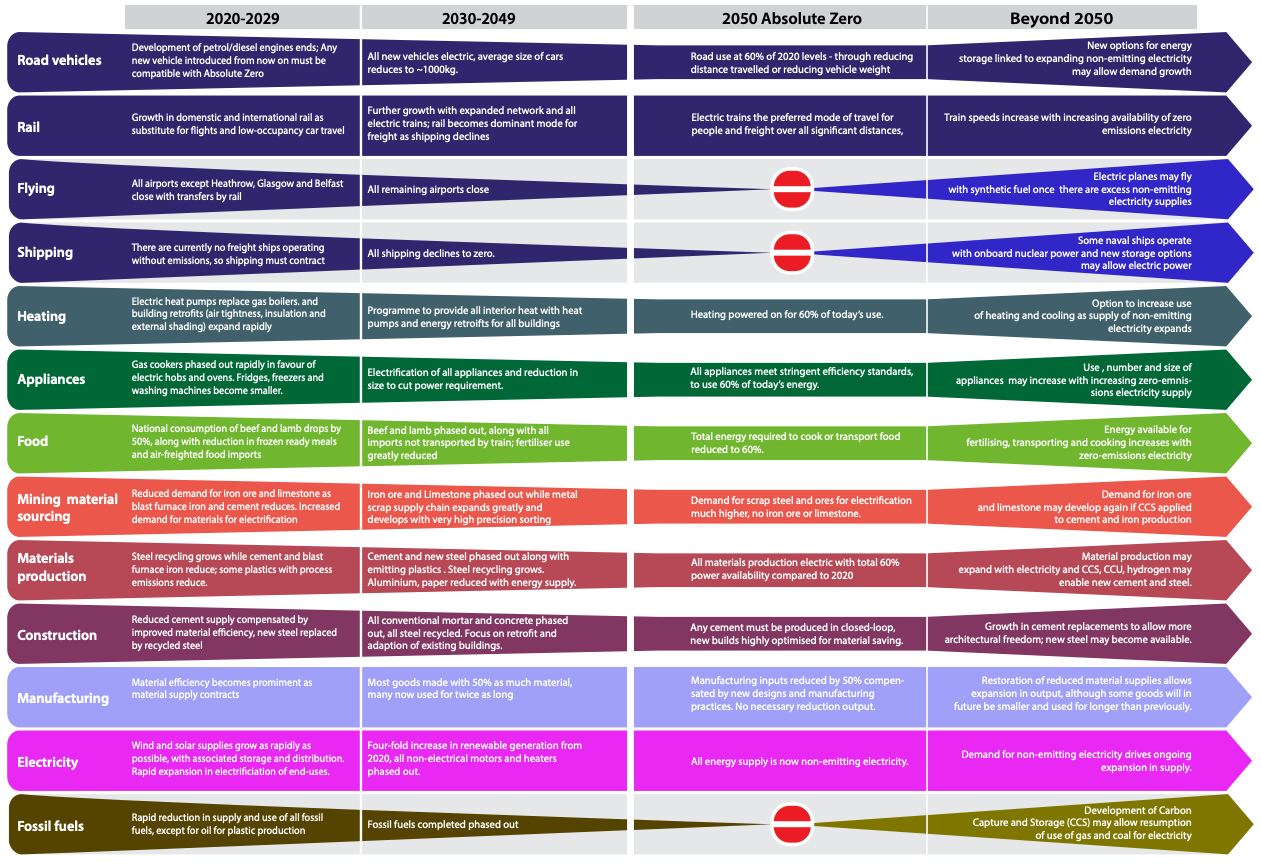 2020-2029
2030-2049
2050 Absolute Zero
Beyond 2050
Road vehicles
Development of petrol/diesel engines ends; Any
new vehicle introduced from now on must be
compatible with Absolute Zero
All new vehicles electric, average size of cars
reduces to ~1000kg.
Road use at 60% of 2020 levels - through reducing
distance travelled or reducing vehicle weight
New options for energy
storage linked to expanding non-emitting electricity
may allow demand growth
Rail
Growth in domenstic and international rail as
substitute for flights and low-occupancy car travel
Further growth with expanded network and all
electric trains; rail becomes dominant mode for
freight as shipping declines
Electric trains the preferred mode of travel for
people and freight over all significant distances,
Train speeds increase with increasing availability of zero
emissions electricity
Flying
All airports except Heathrow, Glasgow and Belfast
close with transfers by rail
All remaining airports close
Electric planes may fly
with synthetic fuel once there are excess non-emitting
electricity supplies
Shipping
There are currently no freight ships operating
without emissions, so shipping must contract
All shipping declines to zero.
Some naval ships operate
with onboard nuclear power and new storage options
may allow electric power
Heating
Electric heat pumps replace gas boilers. and
building retrofits (air tightness, insulation and
external shading) expand rapidly
Programme to provide all interior heat with heat
pumps and energy retroifts for all buildings
Heating powered on for 60% of today's use.
Option to increase use
of heating and cooling as supply of non-emitting
electricity expands
Appliances
Gas cookers phased out rapidly in favour of
electric hobs and ovens. Fridges, freezers and
washing machines become smaller.
Electrification of all appliances and reduction in
size to cut power requirement.
All appliances meet stringent efficiency standards,
to use 60% of today's energy.
Use , number and size of
appliances may increase with increasing zero-emnis-
sions electricity supply
Food
National consumption of beef and lamb drops by
50%, along with reduction in frozen ready meals
and air-freighted food imports
Beef and lamb phased out, along with all
imports not transported by train; fertiliser use
greatly reduced
Total energy required to cook or transport food
reduced to 60%.
Energy available for
fertilising, transporting and cooking increases with
zero-emissions electricity
Mining material
sourcing
Reduced demand for iron ore and limestone as
blast furnace iron and cement reduces. Increased
demand for materials for electrification
Iron ore and Limestone phased out while metal
scrap supply chain expands greatly and
develops with very high precision sorting
Demand for scrap steel and ores for electrification
much higher, no iron ore or limestone.
Demand for iron ore
and limestone may develop again if CCS applied
to cement and iron production
Materials
production
Steel recycling grows while cement and blast
furnace iron reduce; some plastics with process
emissions reduce.
Cement and new steel phased out along with
emitting plastics . Steel recycling grows.
Aluminium, paper reduced with energy supply.
All materials production electric with total 60%
power availability compared to 2020
Material production may
expand with electricity and CCS, CCU, hydrogen may
enable new cement and steel.
Construction
Reduced cement supply compensated by
improved material efficiency, new steel replaced
by recycled steel
All conventional mortar and concrete phased
out, all steel recycled. Focus on retrofit and
adaption of existing buildings.
Any cement must be produced in closed-loop,
new builds highly optimised for material saving.
Growth in cement replacements to allow more
architectural freedom; new steel may become available.
Manufacturing
Material efficiency becomes promiment as
material supply contracts
Most goods made with 50% as much material,
many now used for twice as long
Manufacturing inputs reduced by 50% compen-
sated by new designs and manufacturing
practices. No necessary reduction output.
Restoration of reduced material supplies allows
expansion in output, although some goods will in
future be smaller and used for longer than previously.
Electricity
Wind and solar supplies grow as rapidly as
possible, with associated storage and distribution.
Rapid expansion in electrificiation of end-uses.
Four-fold increase in renewable generation from
2020, all non-electrical motors and heaters
phased out.
All energy supply is now non-emitting electricity.
Demand for non-emitting electricity drives ongoing
expansion in supply.
Fossil fuels
Rapid reduction in supply and use of all fossil
fuels, except for oil for plastic production
Fossil fuels completed phased out
Development of Carbon
Capture and Storage (CCS) may allow resumption
of use of gas and coal for electricity